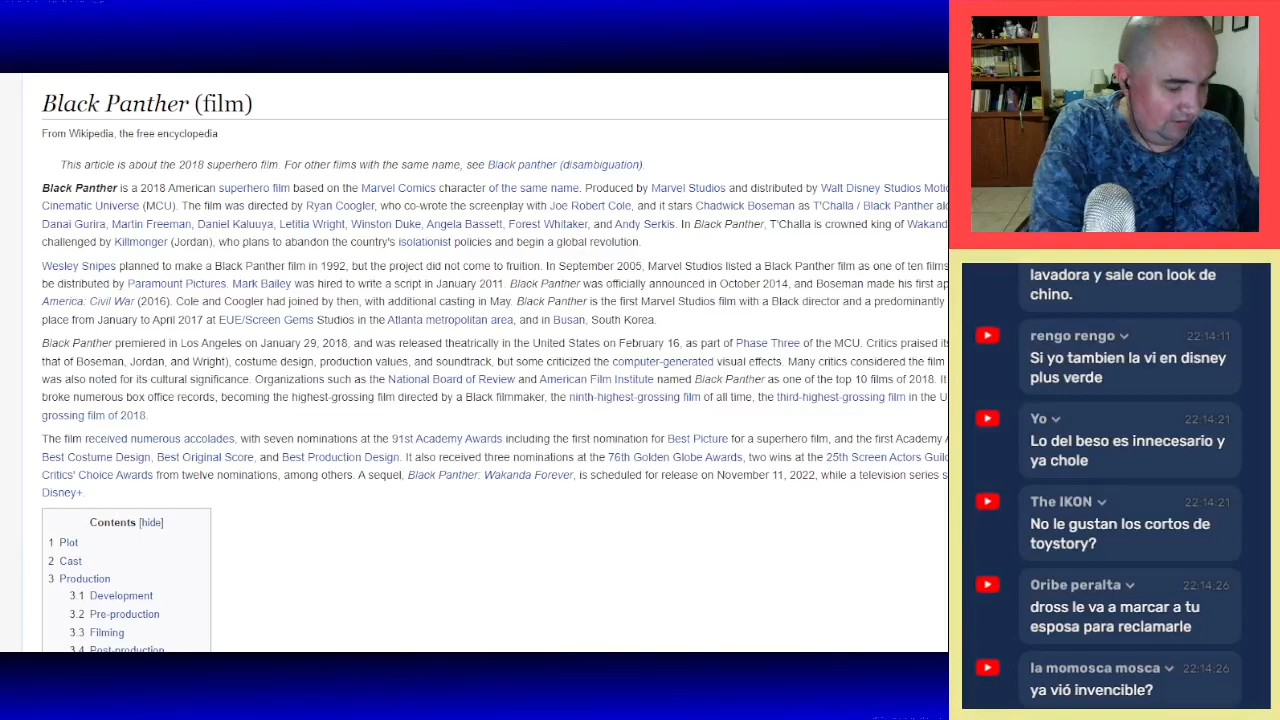 Black Panther (film)
From Wikipedia, the free encyclopedia
This article is about the 2018 superhero film. For other films with the same name, see Black panther (disambiguation).
Black Panther is a 2018 American superhero film based on the Marvel Comics character of the same name. Produced by Marvel Studios and distributed by Walt Disney Studios Motio
Cinematic Universe (MCU). The film was directed by Ryan Coogler, who co-wrote the screenplay with Joe Robert Cole, and it stars Chadwick Boseman as T'Challa / Black Panther alo
Danai Gurira, Martin Freeman, Daniel Kaluuya, Letitia Wright, Winston Duke, Angela Bassett, Forest Whitaker, and Andy Serkis. In Black Panther, T'Challa is crowned king of Wakand
challenged by Killmonger (Jordan), who plans to abandon the country's isolationist policies and begin a global revolution.
Wesley Snipes planned to make a Black Panther film in 1992, but the project did not come to fruition. In September 2005, Marvel Studios listed a Black Panther film as one of ten films
be distributed by Paramount Pictures. Mark Bailey was hired to write a script in January 2011. Black Panther was officially announced in October 2014, and Boseman made his first ap
America: Civil War (2016). Cole and Coogler had joined by then, with additional casting in May. Black Panther is the first Marvel Studios film with a Black director and a predominantly
place from January to April 2017 at EUE/Screen Gems Studios in the Atlanta metropolitan area, and in Busan, South Korea.
Black Panther premiered in Los Angeles on January 29, 2018, and was released theatrically in the United States on February 16, as part of Phase Three of the MCU. Critics praised its
that of Boseman, Jordan, and Wright), costume design, production values, and soundtrack, but some criticized the computer-generated visual effects. Many critics considered the film
was also noted for its cultural significance. Organizations such as the National Board of Review and American Film Institute named Black Panther as one of the top 10 films of 2018. It
broke numerous box office records, becoming the highest-grossing film directed by a Black filmmaker, the ninth-highest-grossing film of all time, the third-highest-grossing film in the U
grossing film of 2018.
The film received numerous accolades, with seven nominations at the 91st Academy Awards including the first nomination for Best Picture for a superhero film, and the first Academy A
Best Costume Design, Best Original Score, and Best Production Design. It also received three nominations at the 76th Golden Globe Awards, two wins at the 25th Screen Actors Guild
Critics' Choice Awards from twelve nominations, among others. A sequel, Black Panther: Wakanda Forever, is scheduled for release on November 11, 2022, while a television series s
Disney+.
Contents [hide]
1 Plot
2 Cast
3 Production
3.1 Development
3.2 Pre-production
3.3 Filming
3.4 Post-production
lavadora y sale con look de
chino.
rengo rengo 22:14:11
Si yo tambien la vi en disney
plus verde
Yo 22:14:21
Lo del beso es innecesario y
ya chole
The IKON 22:14:21
No le gustan los cortos de
toystory?
Oribe peralta 22:14:26
dross le va a marcar a tu
esposa para reclamarle
la momosca mosca 22:14:26
ya vió invencible?